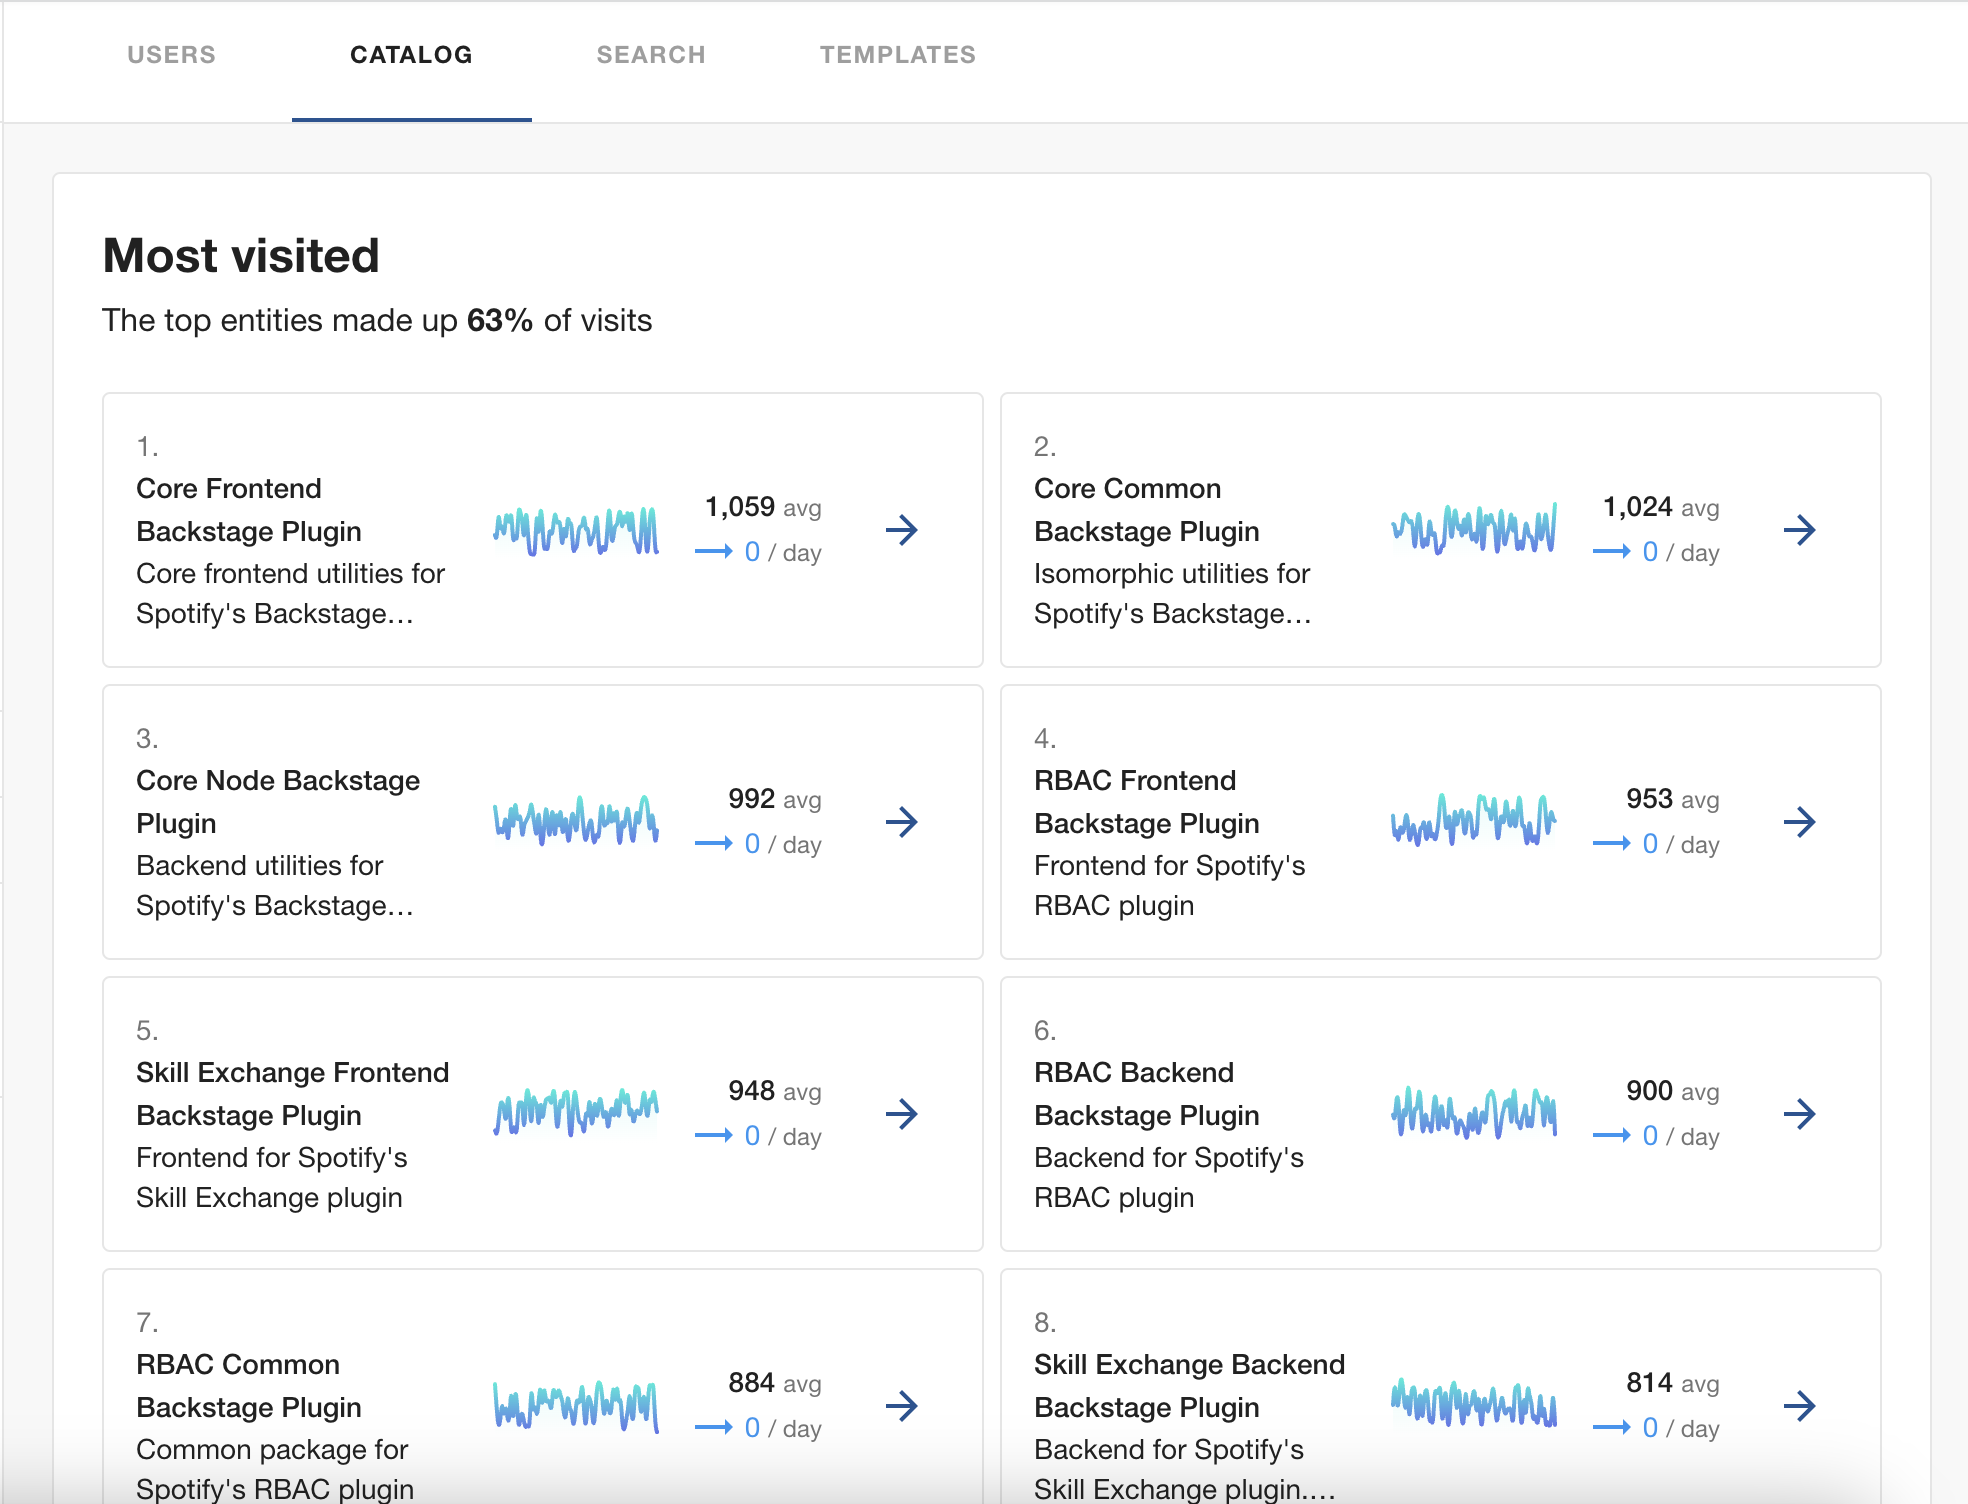 USERS CATALOG SEARCH TEMPLATES
Most visited
The top entities made up 63% of visits
1.
Core Frontend
Backstage Plugin
Core frontend utilities for
Spotify's Backstage…
1,059 avg
0 / day
2.
Core Common
Backstage Plugin
Isomorphic utilities for
Spotify's Backstage…
1,024 avg
0 / day
3.
Core Node Backstage
Plugin
Backend utilities for
Spotify's Backstage…
992 avg
0 / day
4.
RBAC Frontend
Backstage Plugin
Frontend for Spotify's
RBAC plugin
953 avg
0 / day
5.
Skill Exchange Frontend
Backstage Plugin
Frontend for Spotify's
Skill Exchange plugin
948 avg
0 / day
6.
RBAC Backend
Backstage Plugin
Backend for Spotify's
RBAC plugin
900 avg
0 / day
7.
RBAC Common
Backstage Plugin
Common package for
Spotify's RBAC plugin
884 avg
0 / day
8.
Skill Exchange Backend
Backstage Plugin
Backend for Spotify's
Skill Exchange plugin.…
814 avg
0 / day